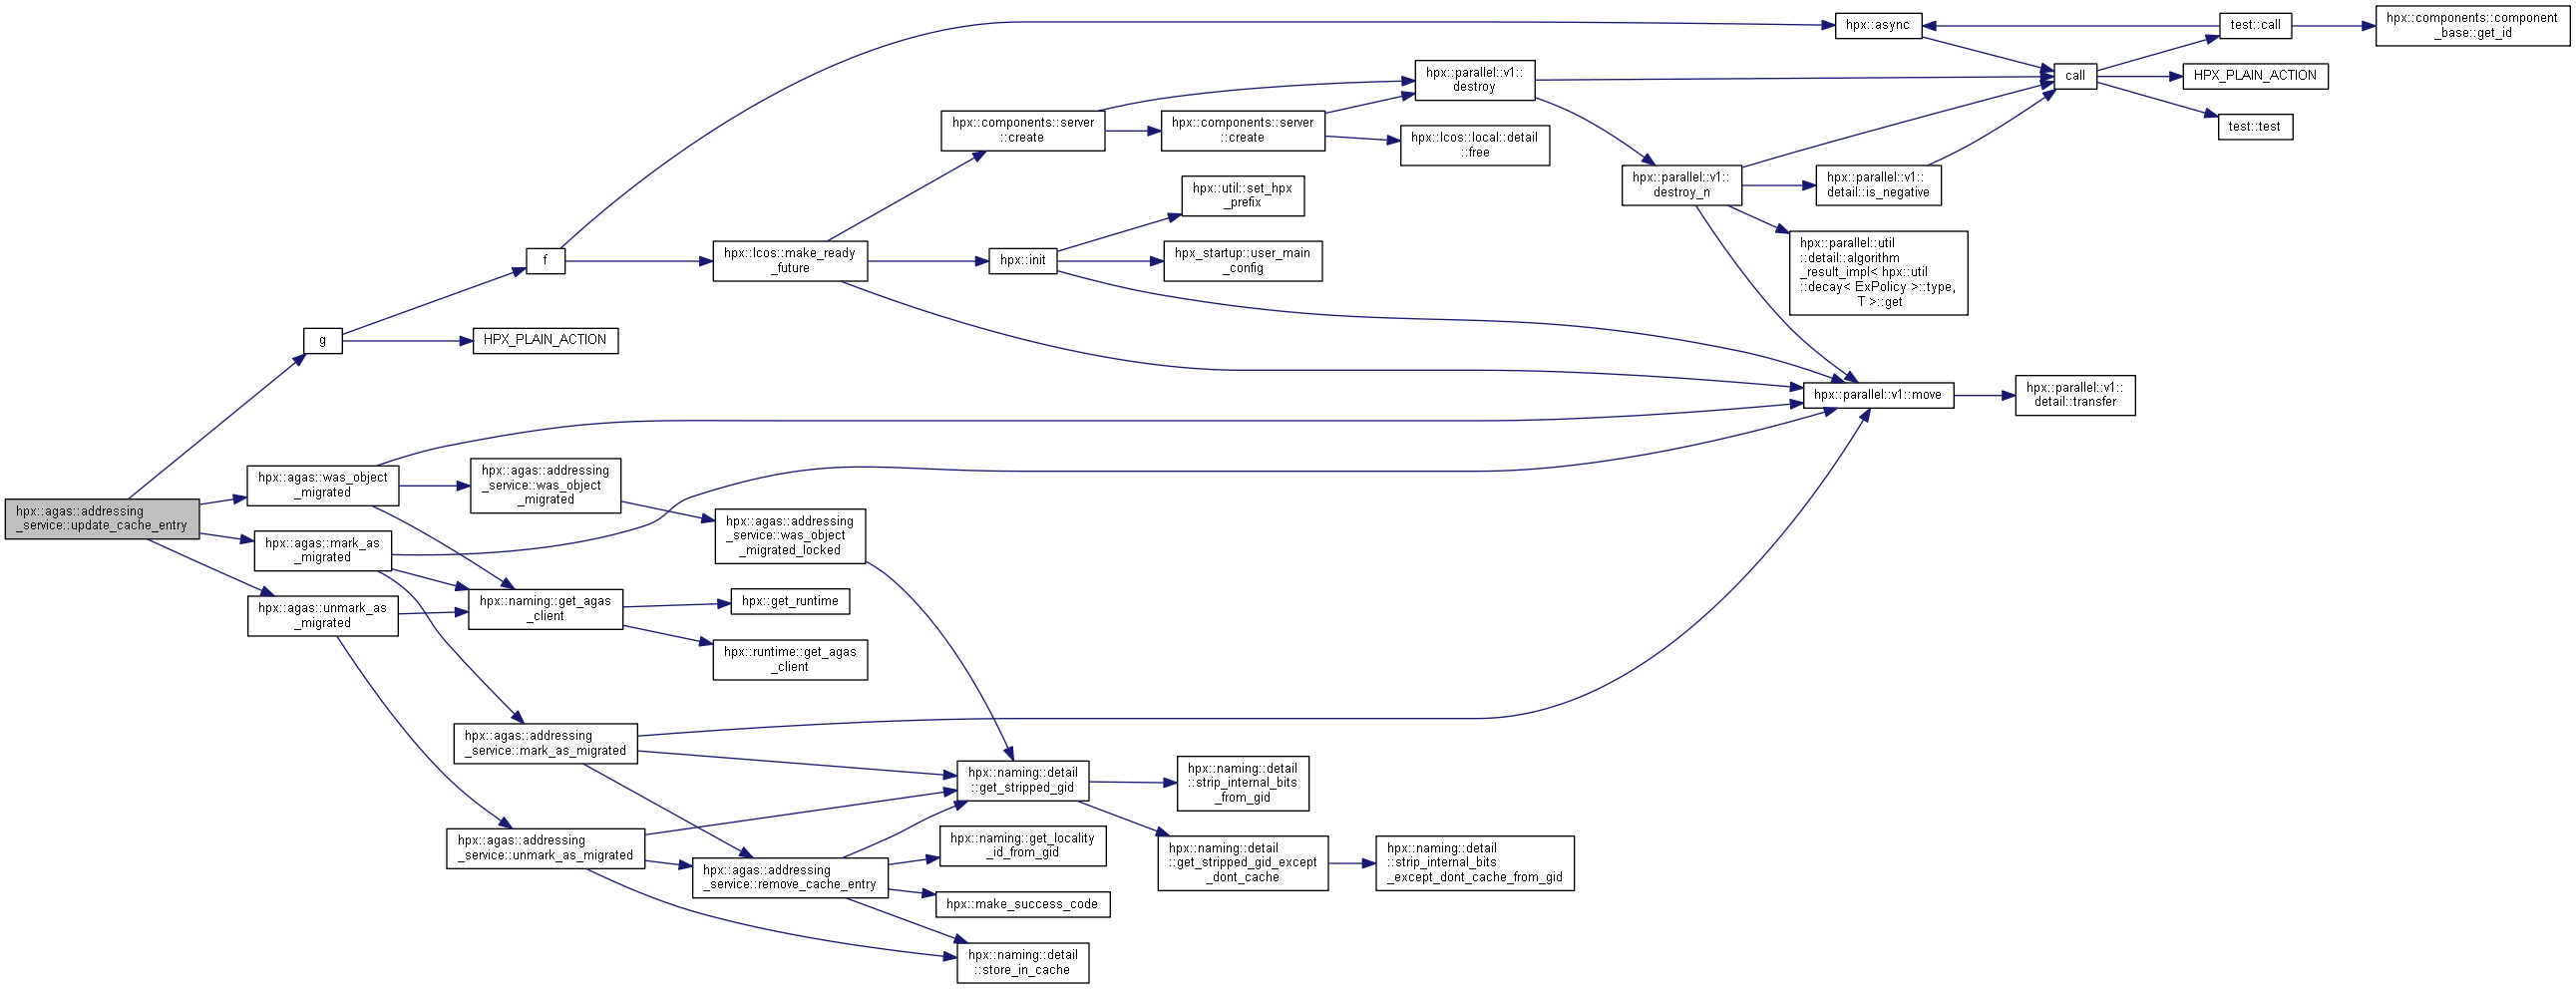 hpx::agas::addressing
_service::update_cache_entry
g
hpx::agas::was_object
_migrated
hpx::agas::mark_as
_migrated
hpx::agas::unmark_as
_migrated
f
HPX_PLAIN_ACTION
hpx::agas::addressing
_service::was_object
_migrated
hpx::naming::get_agas
_client
hpx::agas::addressing
_service::mark_as_migrated
hpx::agas::addressing
_service::unmark_as_migrated
hpx::lcos::make_ready
_future
hpx::agas::addressing
_service::was_object
_migrated_locked
hpx::get_runtime
hpx::runtime::get_agas
_client
hpx::agas::addressing
_service::remove_cache_entry
hpx::components::server
::create
hpx::init
hpx::naming::detail
::get_stripped_gid
hpx::naming::get_locality
_id_from_gid
hpx::make_success_code
hpx::naming::detail
::store_in_cache
hpx::components::server
::create
hpx::util::set_hpx
_prefix
hpx_startup::user_main
_config
hpx::naming::detail
::strip_internal_bits
_from_gid
hpx::naming::detail
::get_stripped_gid_except
_dont_cache
hpx::parallel::v1::
destroy
hpx::lcos::local::detail
::free
hpx::naming::detail
::strip_internal_bits
_except_dont_cache_from_gid
hpx::parallel::v1::
destroy_n
hpx::async
hpx::parallel::v1::
detail::is_negative
hpx::parallel::util
::detail::algorithm
_result_impl< hpx::util
::decay< ExPolicy >::type,
T >::get
hpx::parallel::v1::move
call
hpx::parallel::v1::
detail::transfer
test::call
HPX_PLAIN_ACTION
test::test
hpx::components::component
_base::get_id